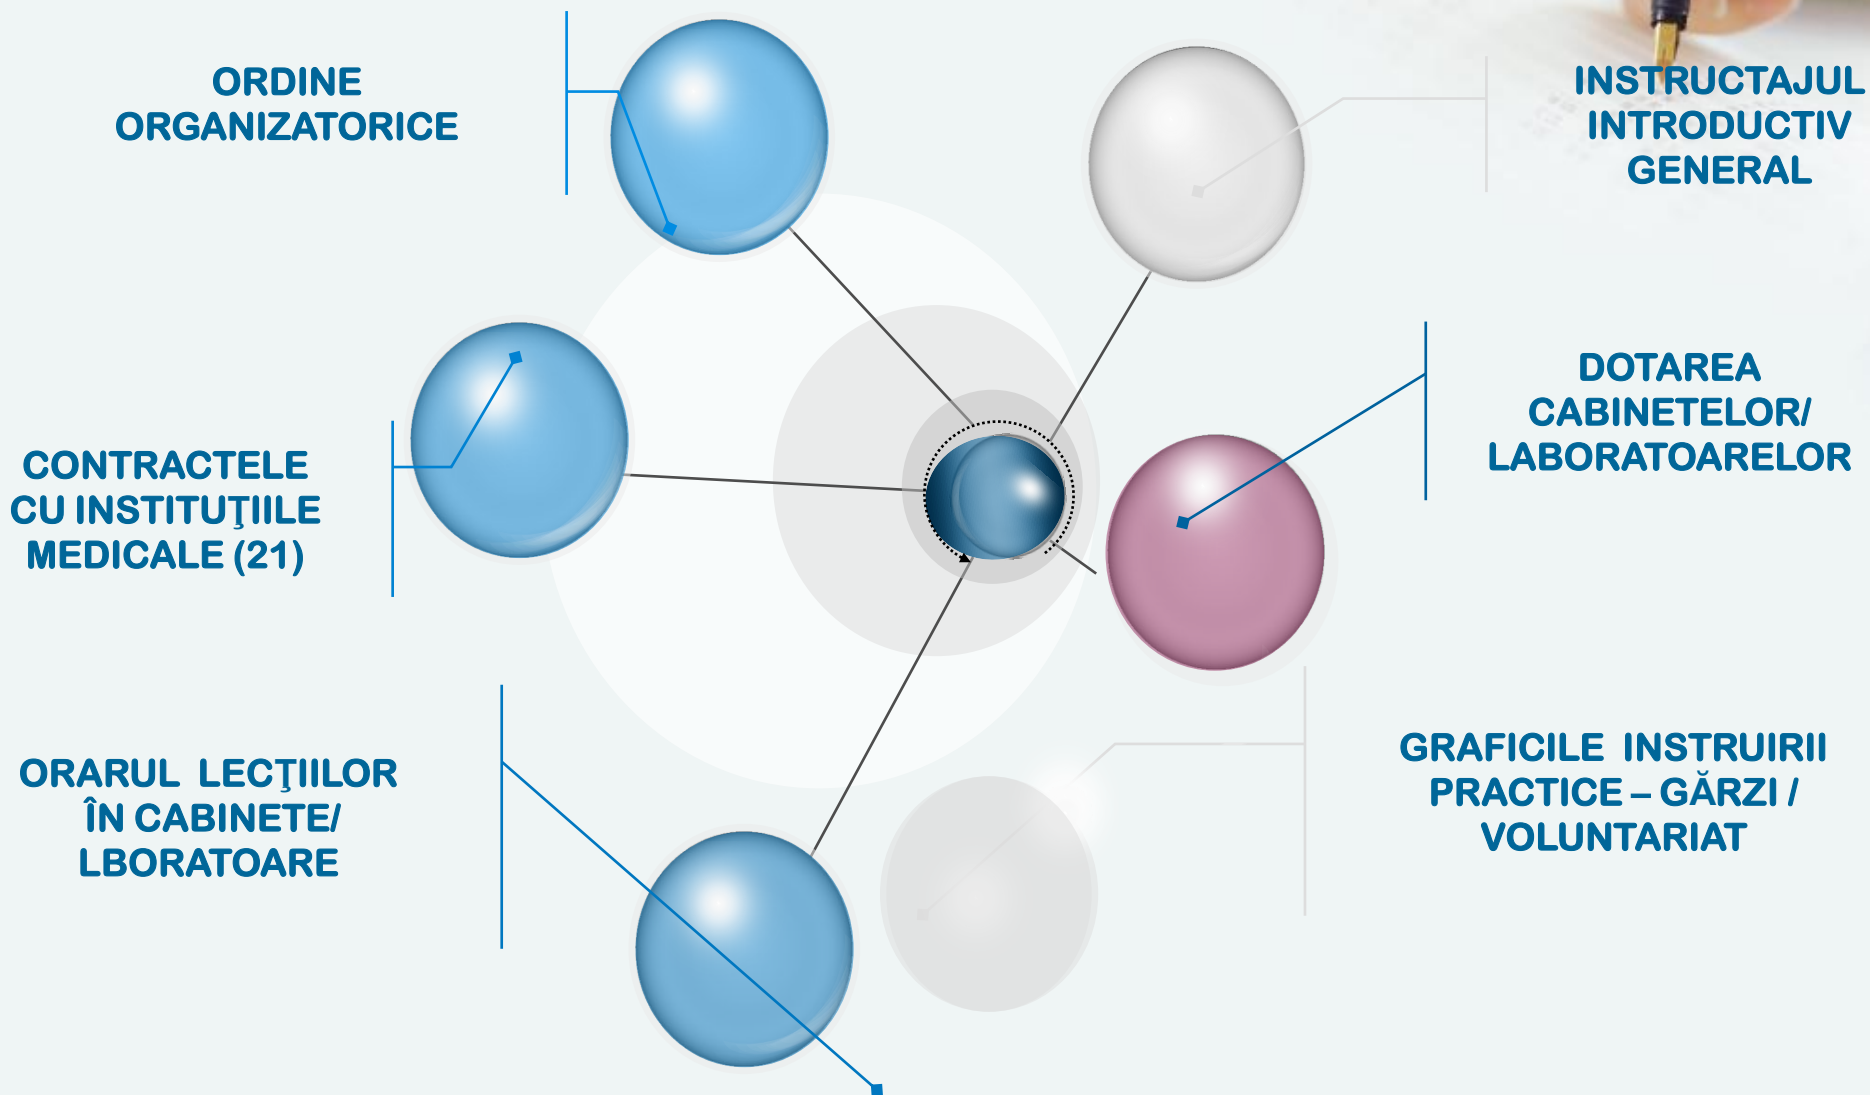 ORDINE
ORGANIZATORICE
INSTRUCTAJUL
INTRODUCTIV
GENERAL
CONTRACTELE
CU INSTITUŢIILE
MEDICALE (21)
DOTAREA
CABINETELOR/
LABORATOARELOR
ORARUL LECŢIILOR
ÎN CABINETE/
LBORATOARE
GRAFICILE INSTRUIRII
PRACTICE – GĂRZI /
VOLUNTARIAT